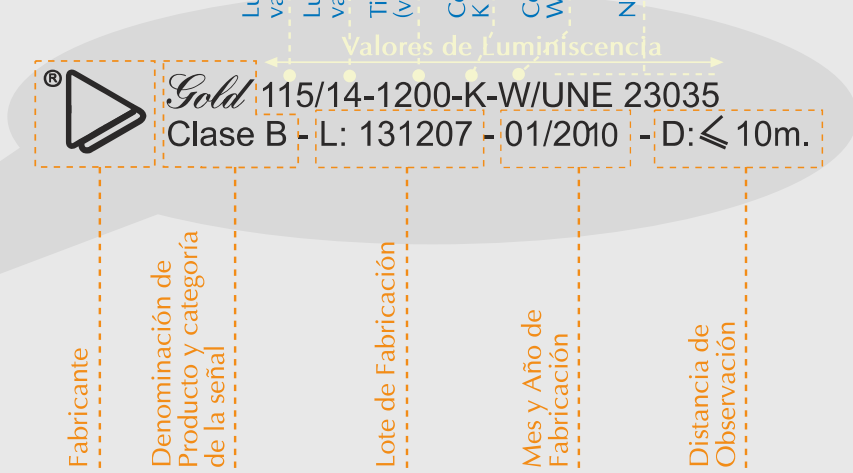 Valores de Luminiscencia
® Gold 115/14-1200-K-W/UNE 23035
Clase B - L: 131207 - 01/2010 - D:≤ 10m.
Fabricante
Denominación de
Producto y categoría
de la señal
Lote de Fabricación
Mes y Año de
Fabricación
Distancia de
Observación